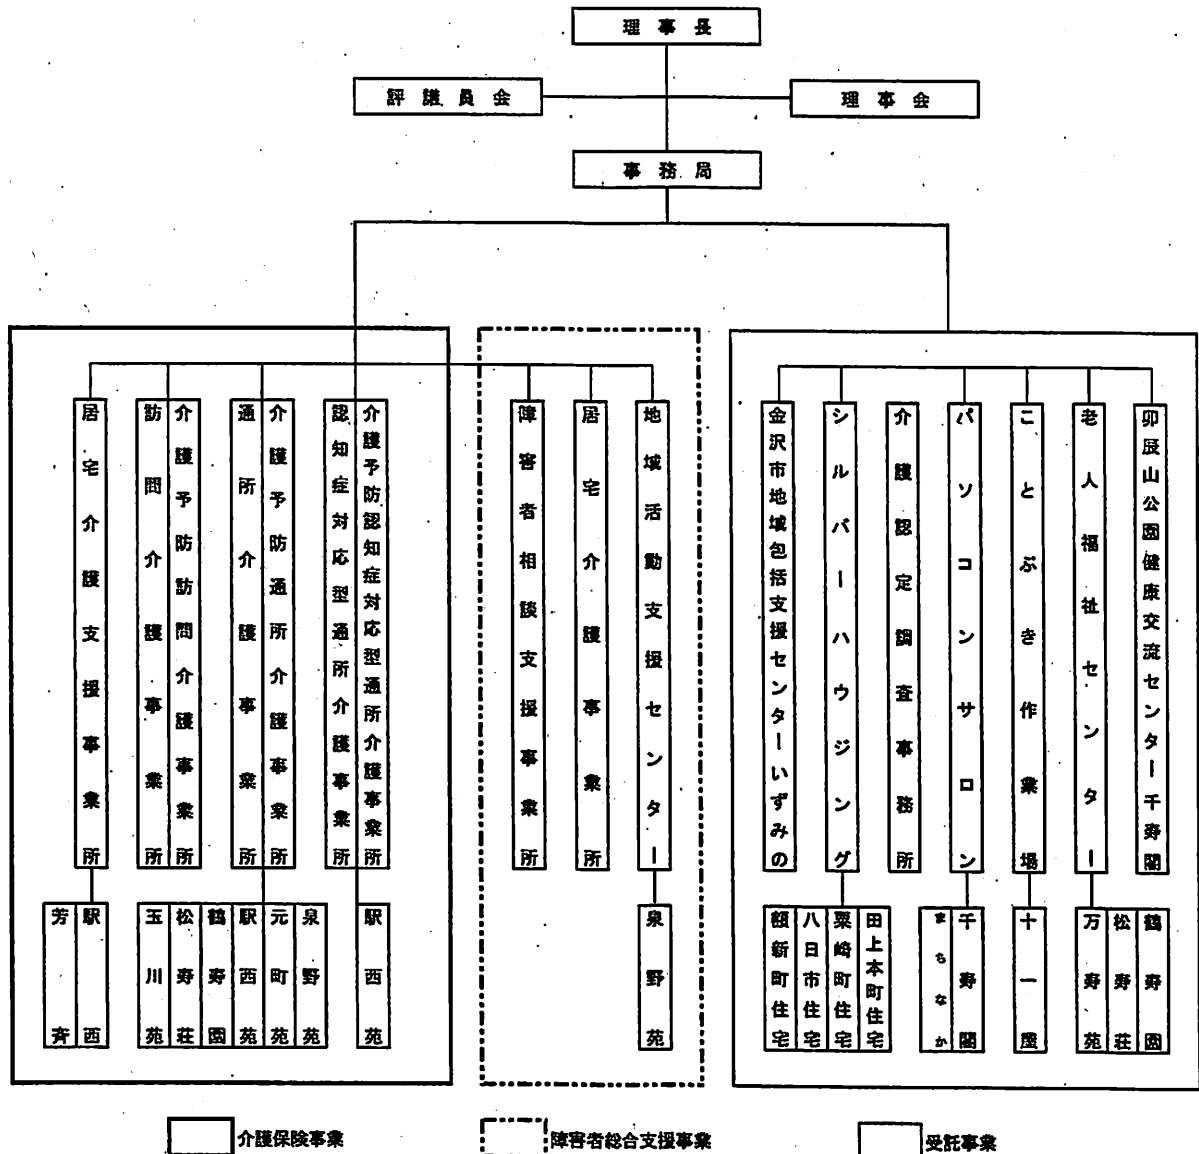 理事長
評議員会
理事会
事務局
居宅介護支援事業所
訪問介護事業所
介護予防訪問介護事業所
通所介護事業所
介護予防通所介護事業所
認知症対応型通所介護事業所
介護予防認知症対応型通所介護事業所
障害者相談支援事業所
居宅介護事業所
地域活動支援センター
金沢市地域包括支援センターいずみの
シルバーハウジング
介護認定調査事務所
パソコンサロン
ことぶき作業場
老人福祉センター
卯辰山公園健康交流センター千寿閣
芳斉
駅西
玉川苑
松寿荘
鶴寿園
駅西苑
元町苑
泉野苑
駅西苑
泉野苑
額新町住宅
八日市住宅
粟崎町住宅
田上本町住宅
まちなか
千寿閣
十一屋
万寿苑
松寿荘
鶴寿園
介護保険事業
障害者総合支援事業
受託事業